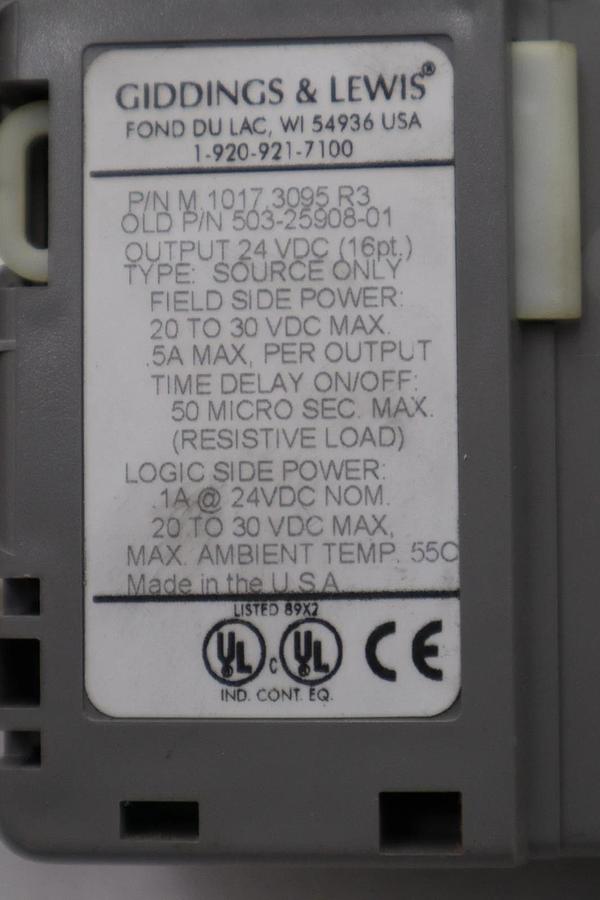 GIDDINGS & LEWIS®
FOND DU LAC, WI 54936 USA
1-920-921-7100
P/N M.1017.3095 R3
OLD P/N 503-25908-01
OUTPUT 24 VDC (16pt.)
TYPE: SOURCE ONLY
FIELD SIDE POWER:
20 TO 30 VDC MAX.
.5A MAX, PER OUTPUT
TIME DELAY ON/OFF:
50 MICRO SEC. MAX.
(RESISTIVE LOAD)
LOGIC SIDE POWER:
.1A @ 24VDC NOM.
20 TO 30 VDC MAX,
MAX. AMBIENT TEMP. 55C
Made in the U.S.A
LISTED 89X2
UL c UL CE
IND. CONT. EQ.